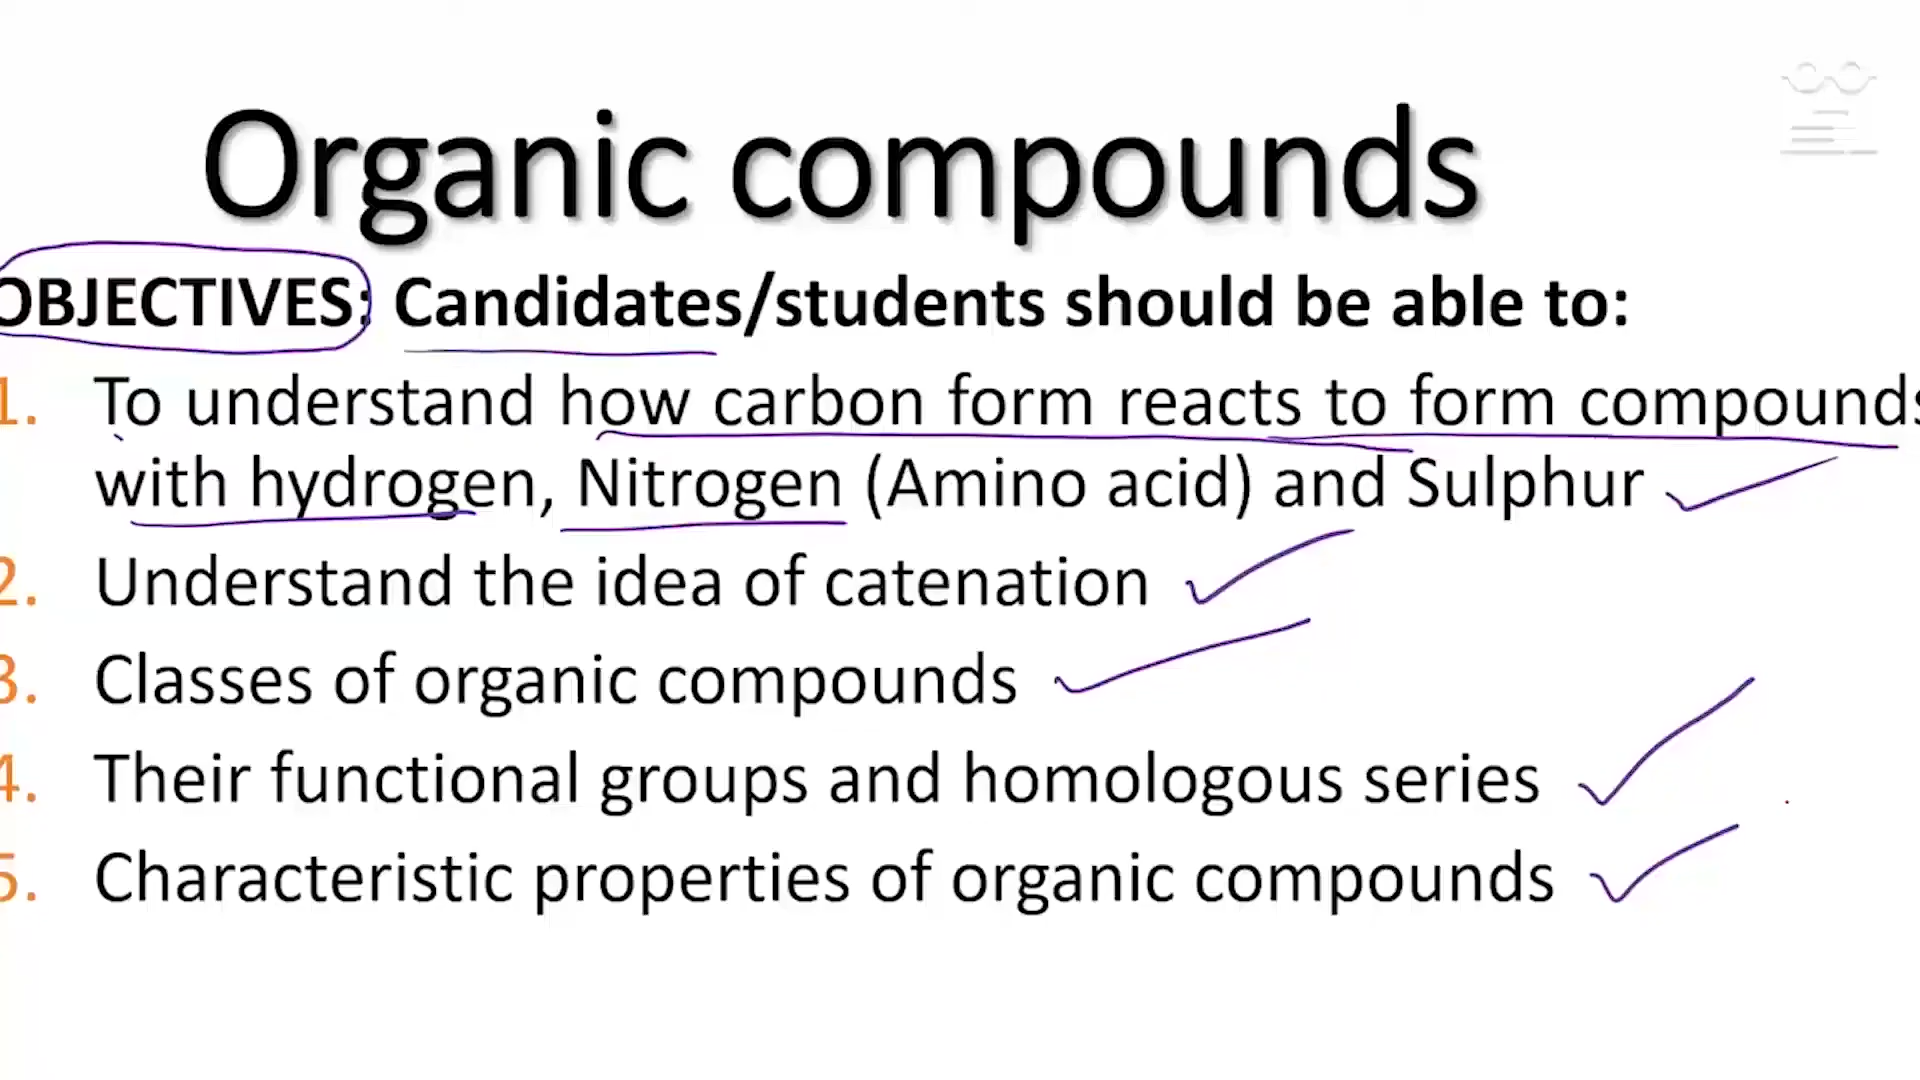 Organic compounds
OBJECTIVES: Candidates/students should be able to:
1. To understand how carbon form reacts to form compounds
with hydrogen, Nitrogen (Amino acid) and Sulphur
2. Understand the idea of catenation
3. Classes of organic compounds
4. Their functional groups and homologous series
5. Characteristic properties of organic compounds